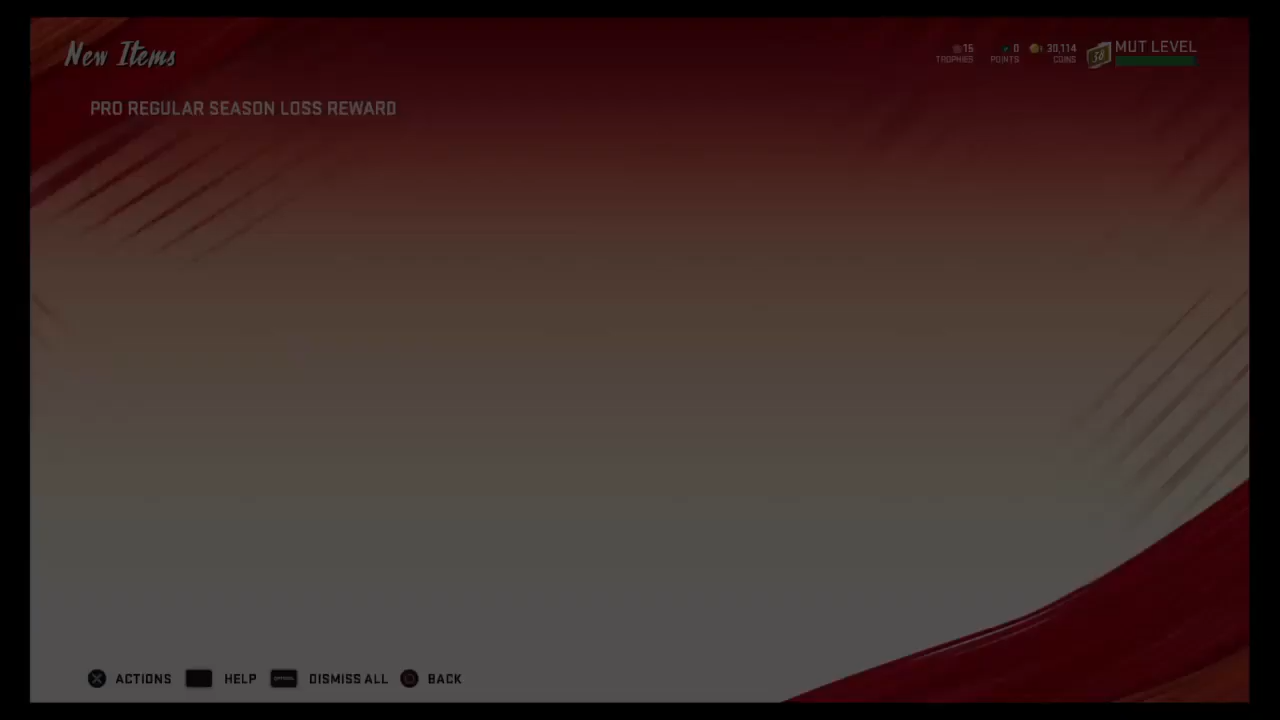 New Items
15 TROPHIES
0 POINTS
30,114 COINS
MUT LEVEL
PRO REGULAR SEASON LOSS REWARD
ACTIONS
HELP
DISMISS ALL
BACK